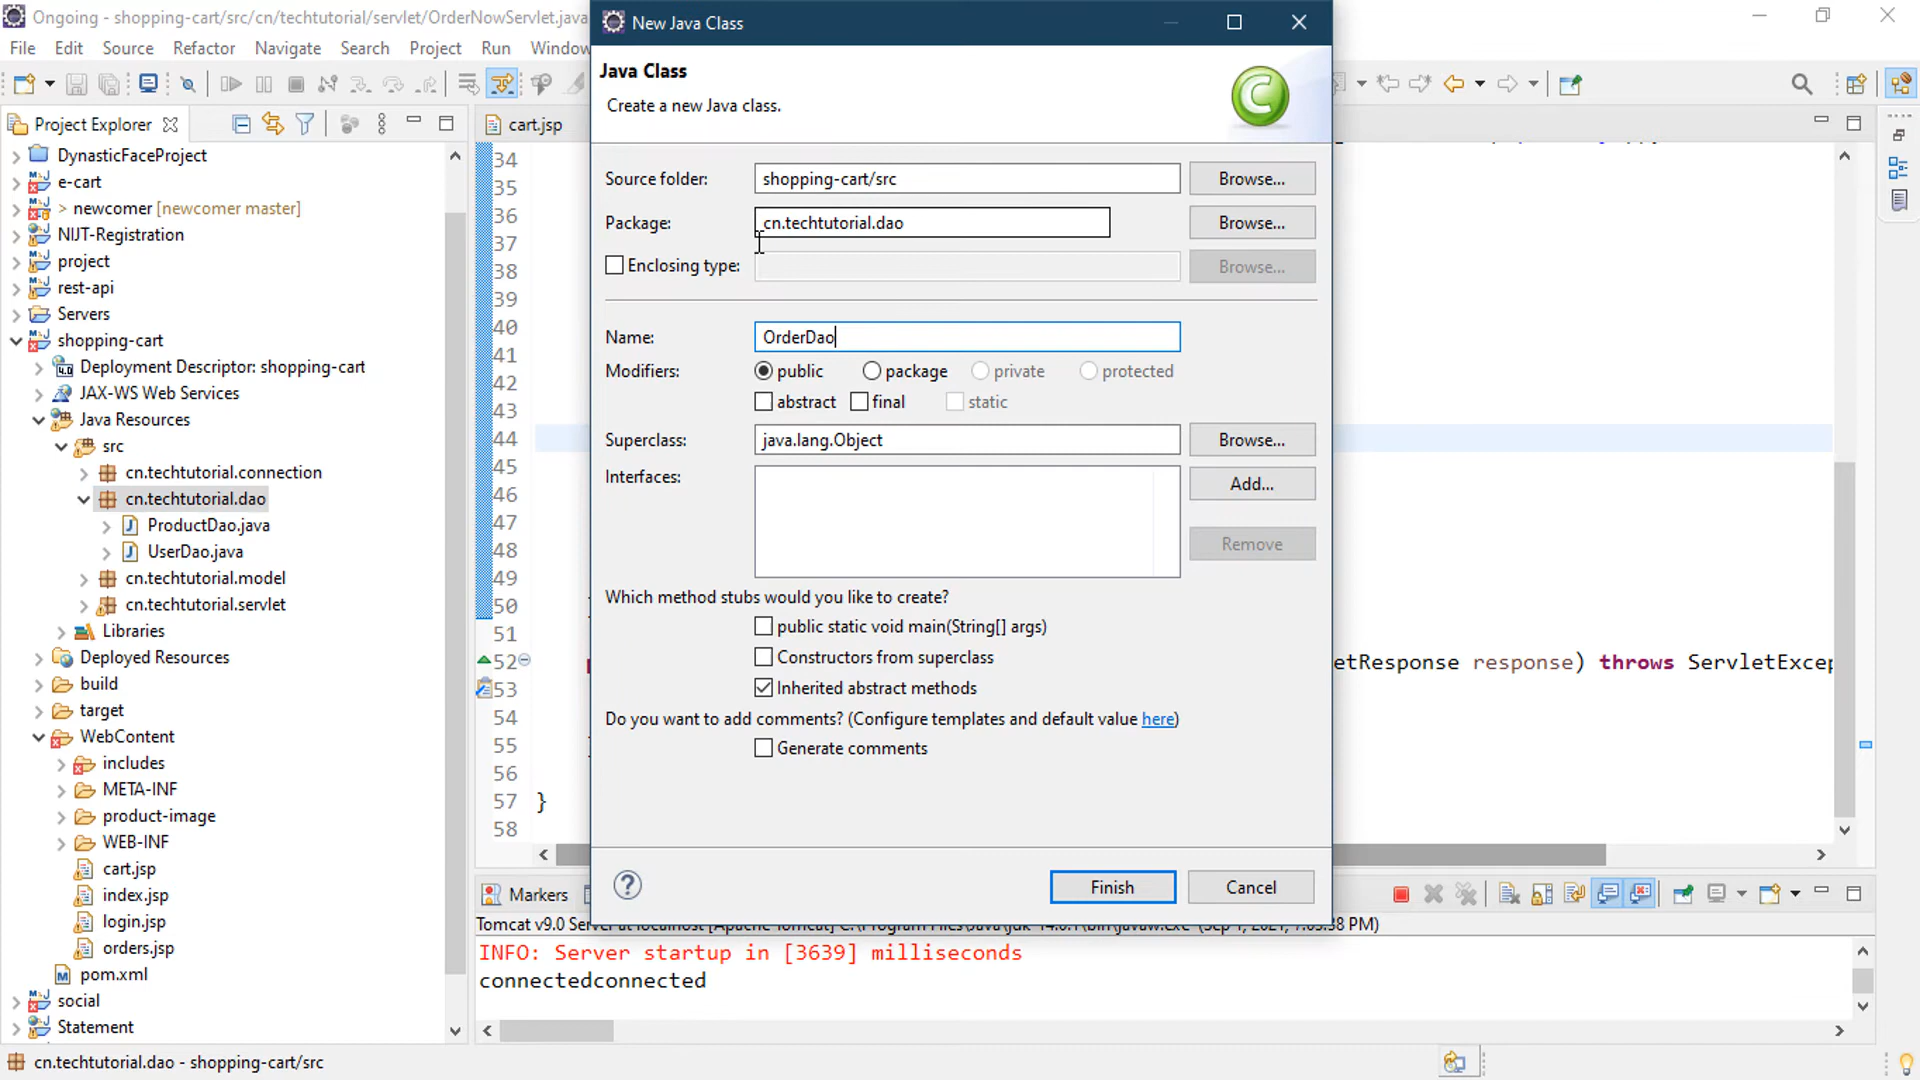 Ongoing - shopping-cart/src/cn/techtutorial/servlet/OrderNowServlet.java
File Edit Source Refactor Navigate Search Project Run Window
Project Explorer
DynasticFaceProject
e-cart
> newcomer [newcomer master]
NIJT-Registration
project
rest-api
Servers
shopping-cart
Deployment Descriptor: shopping-cart
JAX-WS Web Services
Java Resources
src
cn.techtutorial.connection
cn.techtutorial.dao
ProductDao.java
UserDao.java
cn.techtutorial.model
cn.techtutorial.servlet
Libraries
Deployed Resources
build
target
WebContent
includes
META-INF
product-image
WEB-INF
cart.jsp
index.jsp
login.jsp
orders.jsp
pom.xml
social
Statement
cn.techtutorial.dao - shopping-cart/src
cart.jsp
34
35
36
37
38
39
40
41
42
43
44
45
46
47
48
49
50
51
52
53
54
55
56
57 }
58
etResponse response) throws ServletExcep
New Java Class
Java Class
Create a new Java class.
C
Source folder: shopping-cart/src Browse...
Package: cn.techtutorial.dao Browse...
Enclosing type: Browse...
Name: OrderDao
Modifiers: public package private protected
abstract final static
Superclass: java.lang.Object Browse...
Interfaces: Add...
Remove
Which method stubs would you like to create?
public static void main(String[] args)
Constructors from superclass
Inherited abstract methods
Do you want to add comments? (Configure templates and default value here)
Generate comments
Finish Cancel
Markers
Tomcat v9.0 Server at localhost [Apache Tomcat]
INFO: Server startup in [3639] milliseconds
connectedconnected